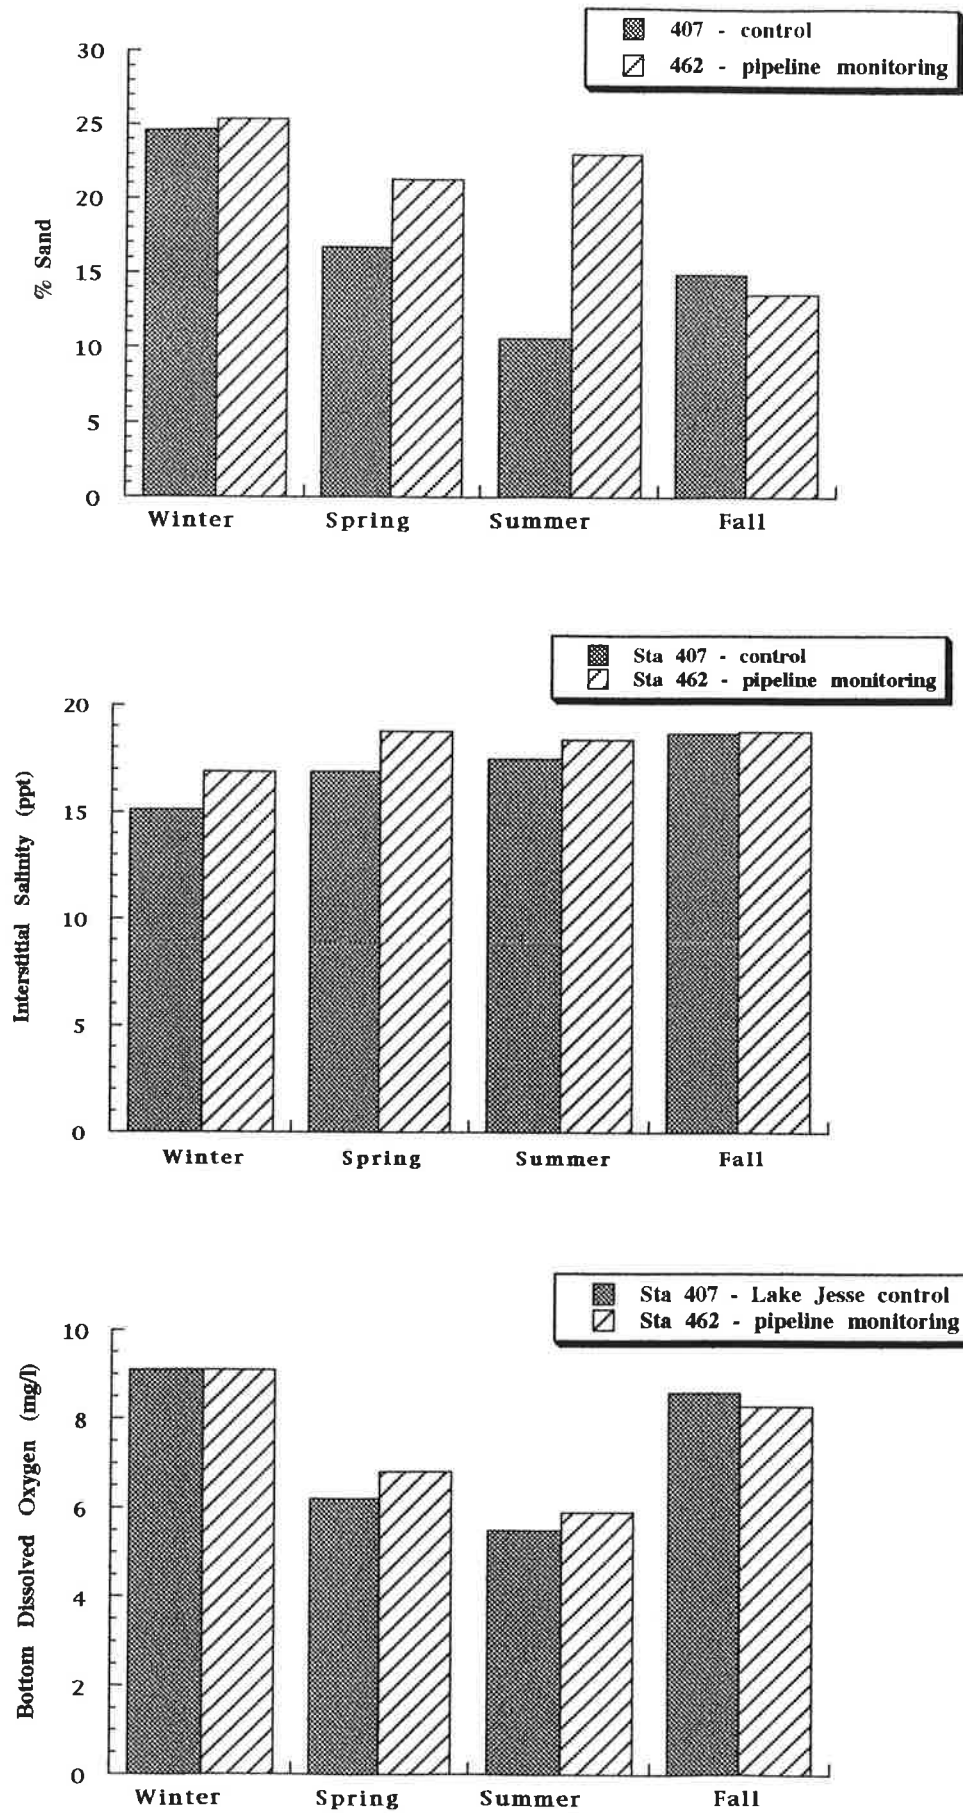 407 - control
462 - pipeline monitoring
30
25
20
15
10
5
0
% Sand
Winter Spring Summer Fall
Sta 407 - control
Sta 462 - pipeline monitoring
20
15
10
5
0
Interstitial Salinity (ppt)
Winter Spring Summer Fall
Sta 407 - Lake Jesse control
Sta 462 - pipeline monitoring
10
8
6
4
2
0
Bottom Dissolved Oxygen (mg/l)
Winter Spring Summer Fall